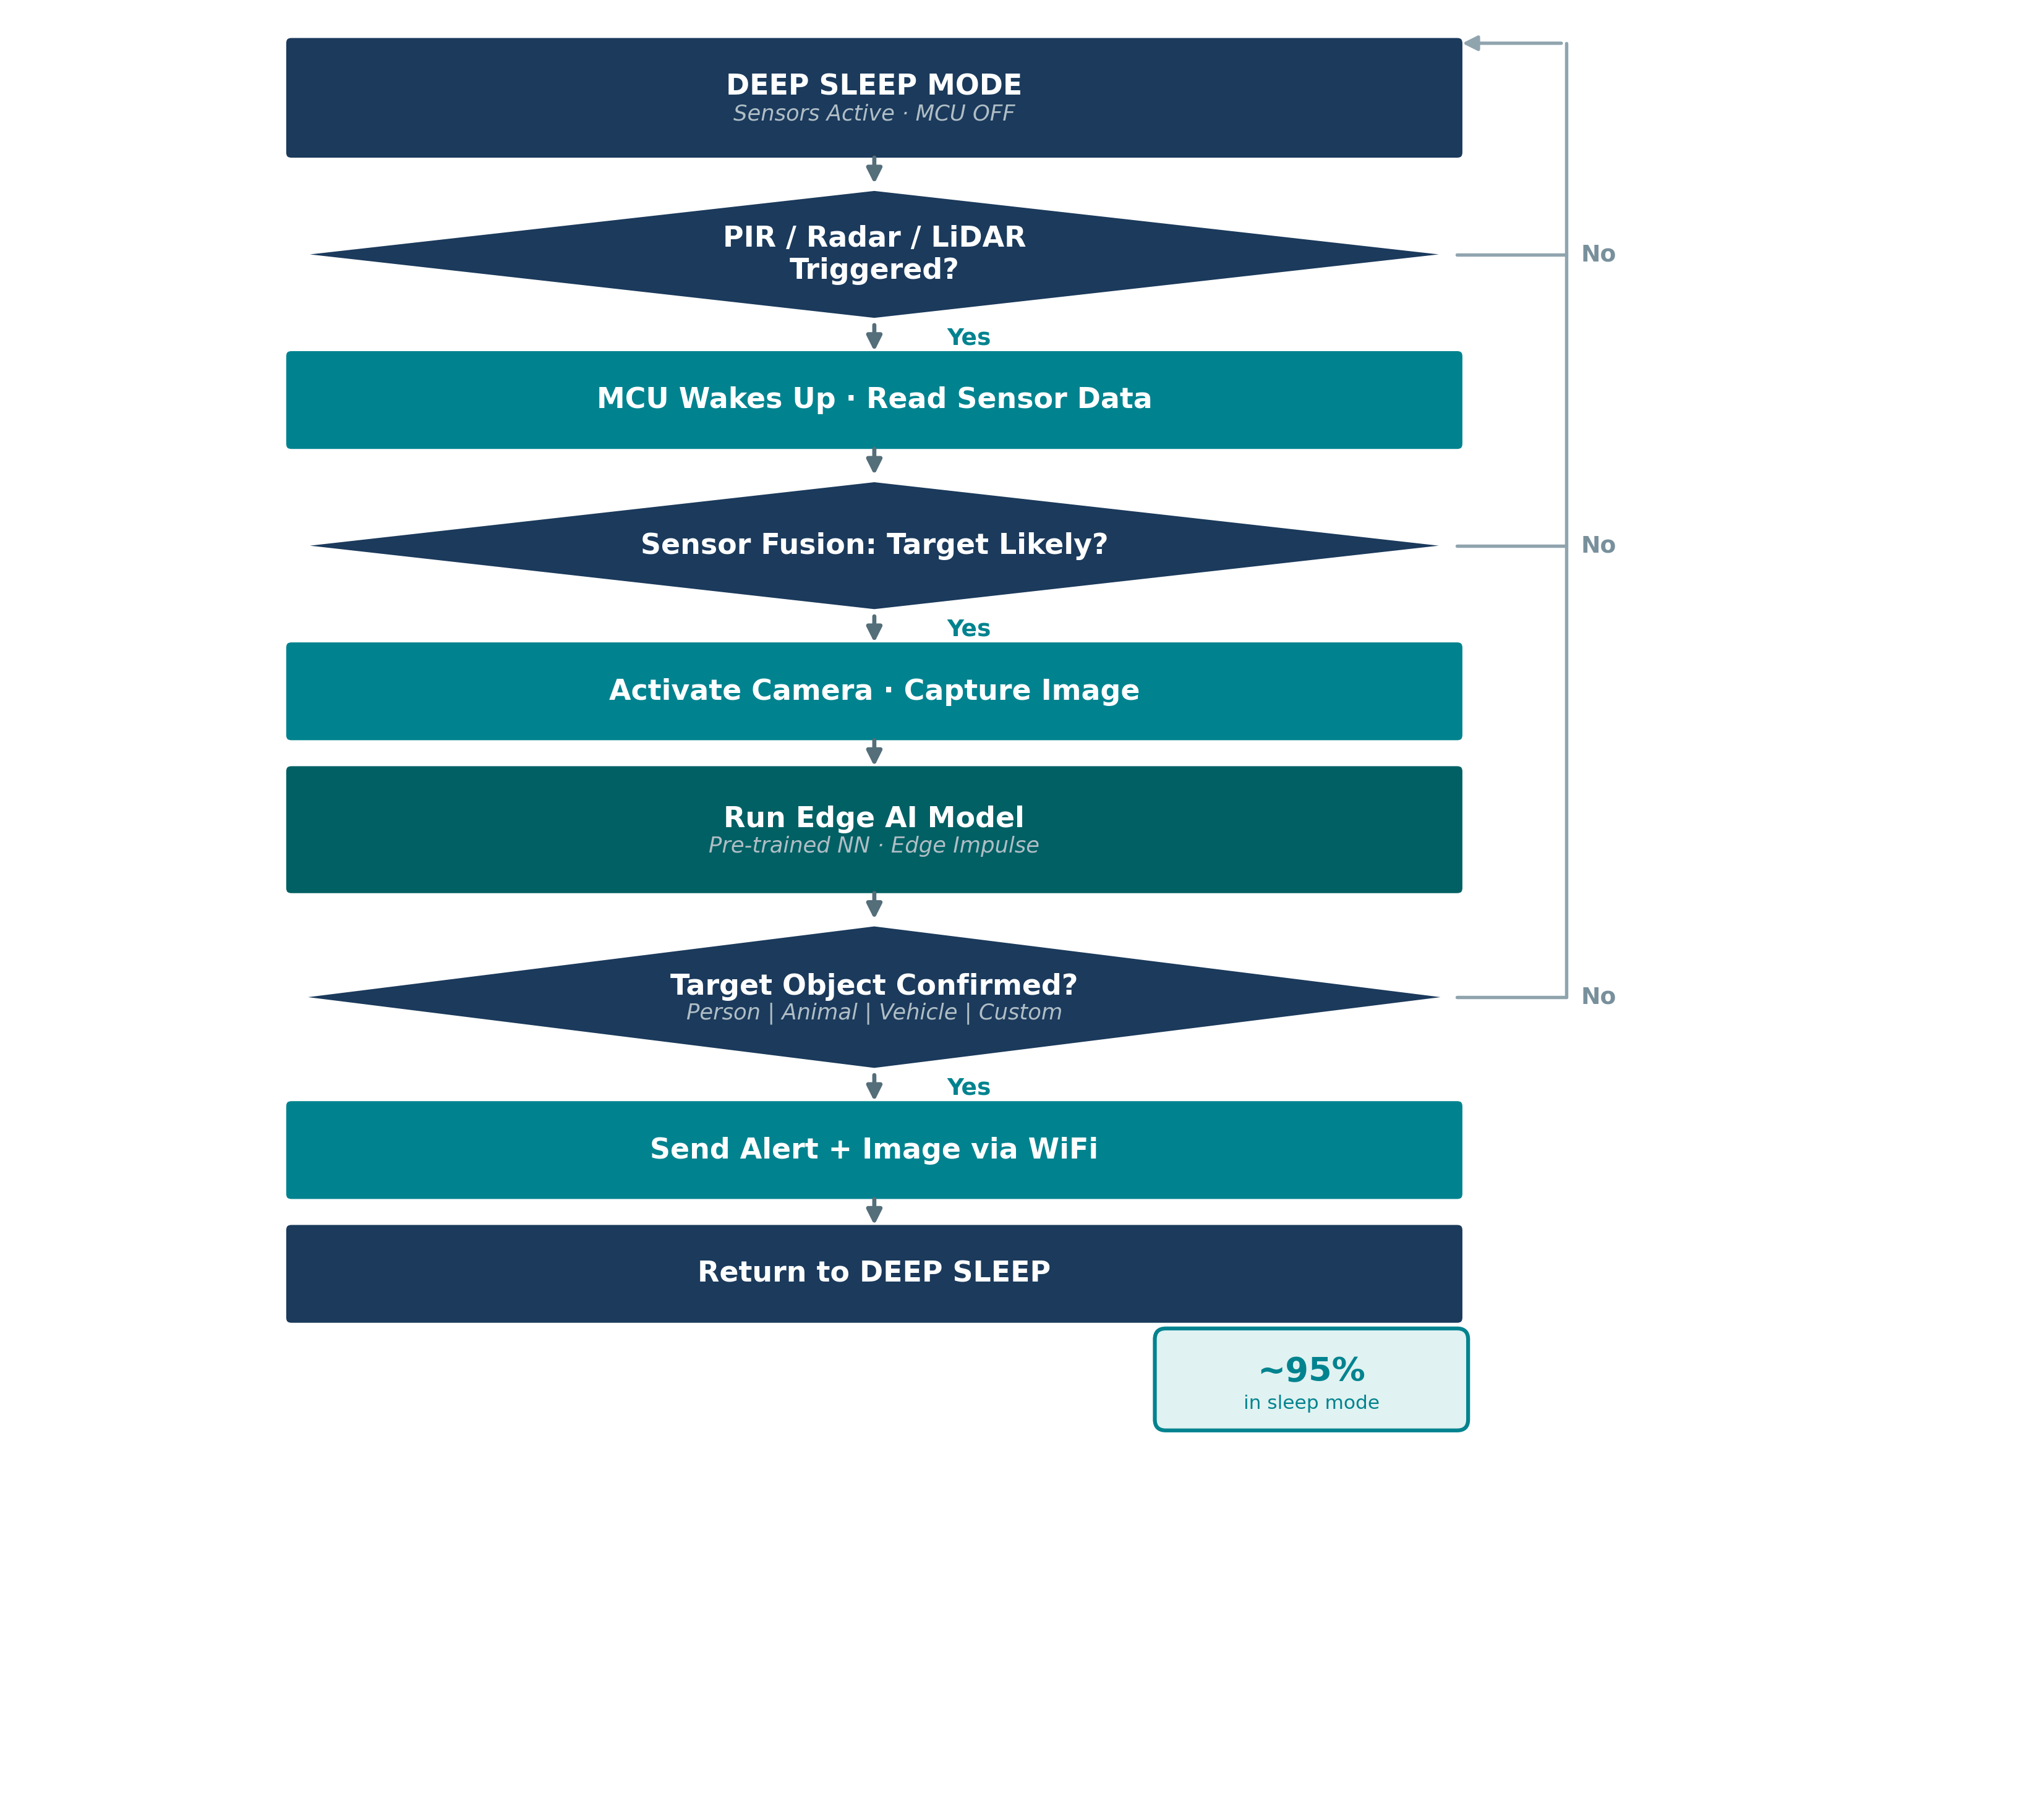 DEEP SLEEP MODE
Sensors Active · MCU OFF
PIR / Radar / LiDAR
Triggered?
No
Yes
MCU Wakes Up · Read Sensor Data
Sensor Fusion: Target Likely?
No
Yes
Activate Camera · Capture Image
Run Edge AI Model
Pre-trained NN · Edge Impulse
Target Object Confirmed?
Person | Animal | Vehicle | Custom
No
Yes
Send Alert + Image via WiFi
Return to DEEP SLEEP
~95%
in sleep mode